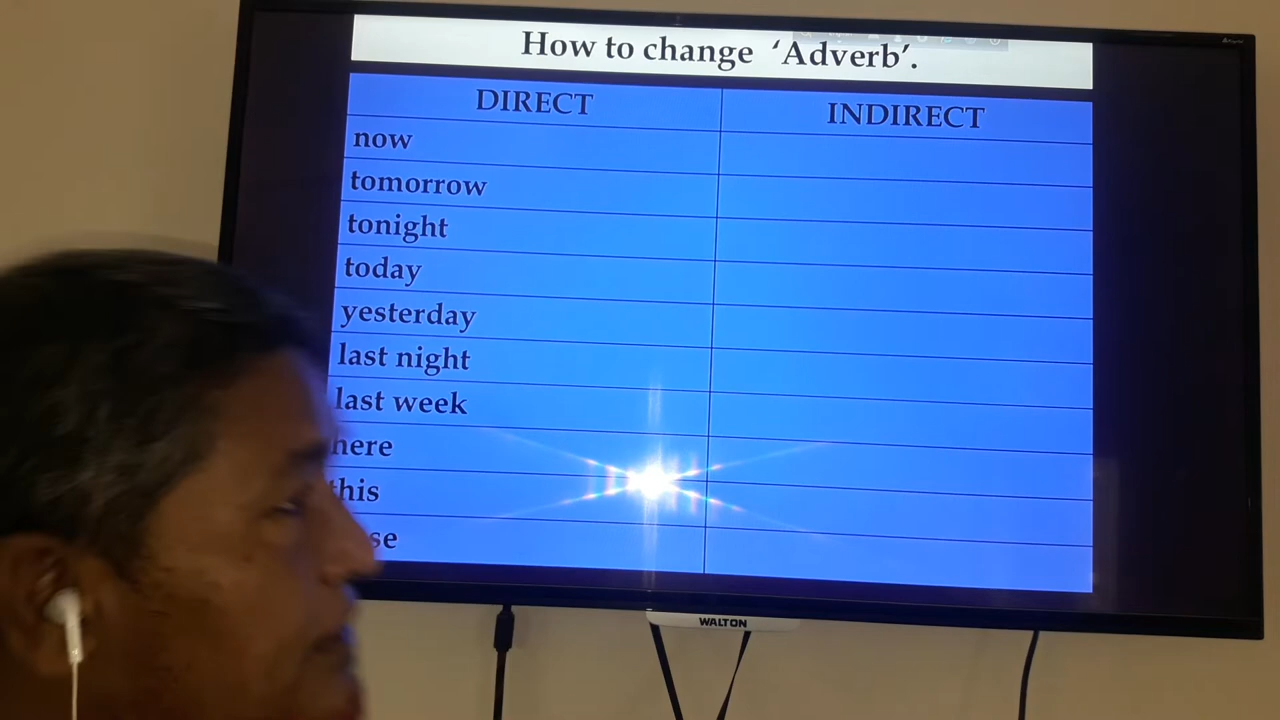 How to change 'Adverb'.
DIRECT INDIRECT
now
tomorrow
tonight
today
yesterday
last night
last week
here
this
WALTON